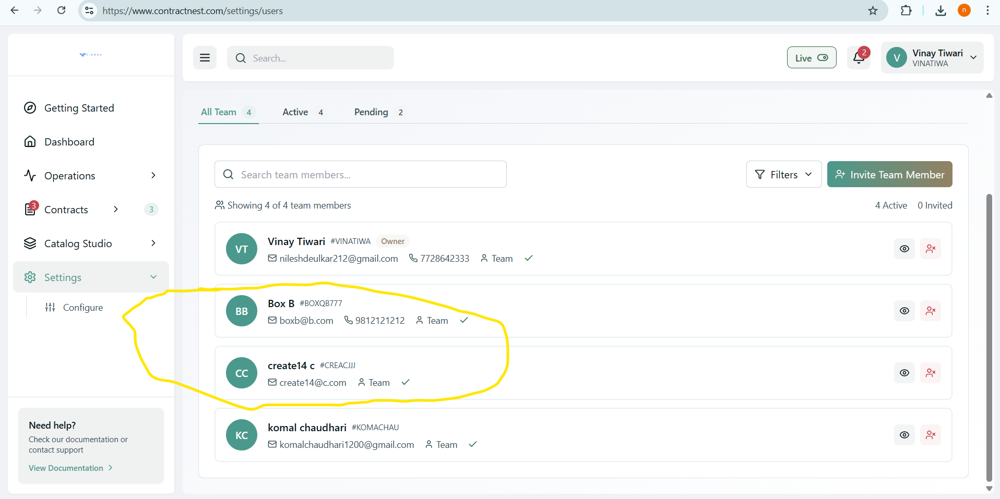 https://www.contractnest.com/settings/users
n
Search...
Live
2
V
Vinay Tiwari
VINATIWA
Getting Started
Dashboard
Operations
3
Contracts
3
Catalog Studio
Settings
Configure
Need help?
Check our documentation or
contact support
View Documentation
All Team 4
Active 4
Pending 2
Search team members...
Filters
Invite Team Member
Showing 4 of 4 team members
4 Active 0 Invited
VT
Vinay Tiwari #VINATIWA Owner
nileshdeulkar212@gmail.com 7728642333 Team
BB
Box B #BOXQB777
boxb@b.com 9812121212 Team
CC
create14 c #CREACJJJ
create14@c.com Team
KC
komal chaudhari #KOMACHAU
komalchaudhari1200@gmail.com Team